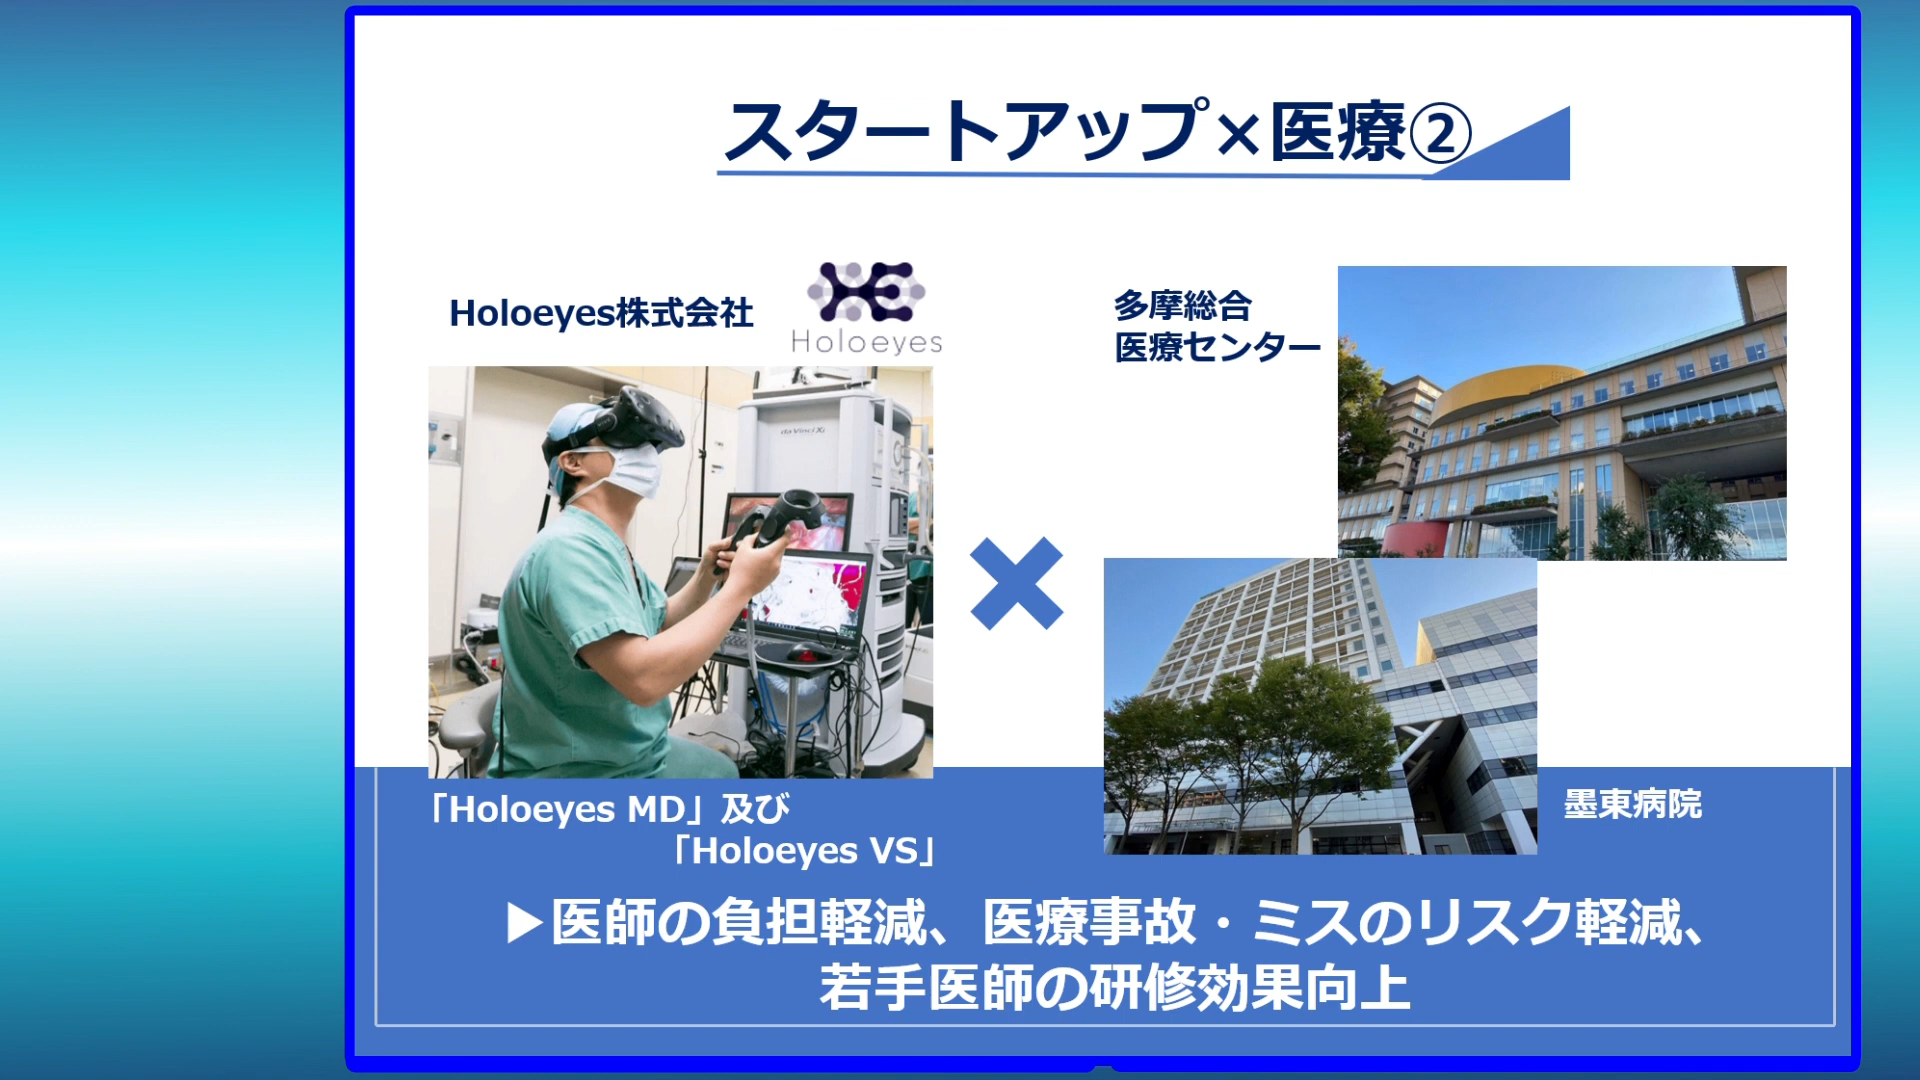 スタートアップ×医療②
Holoeyes株式会社
Holoeyes
多摩総合
医療センター
da Vinci Xi
「Holoeyes MD」及び
「Holoeyes VS」
墨東病院
▶医師の負担軽減、医療事故・ミスのリスク軽減、
若手医師の研修効果向上